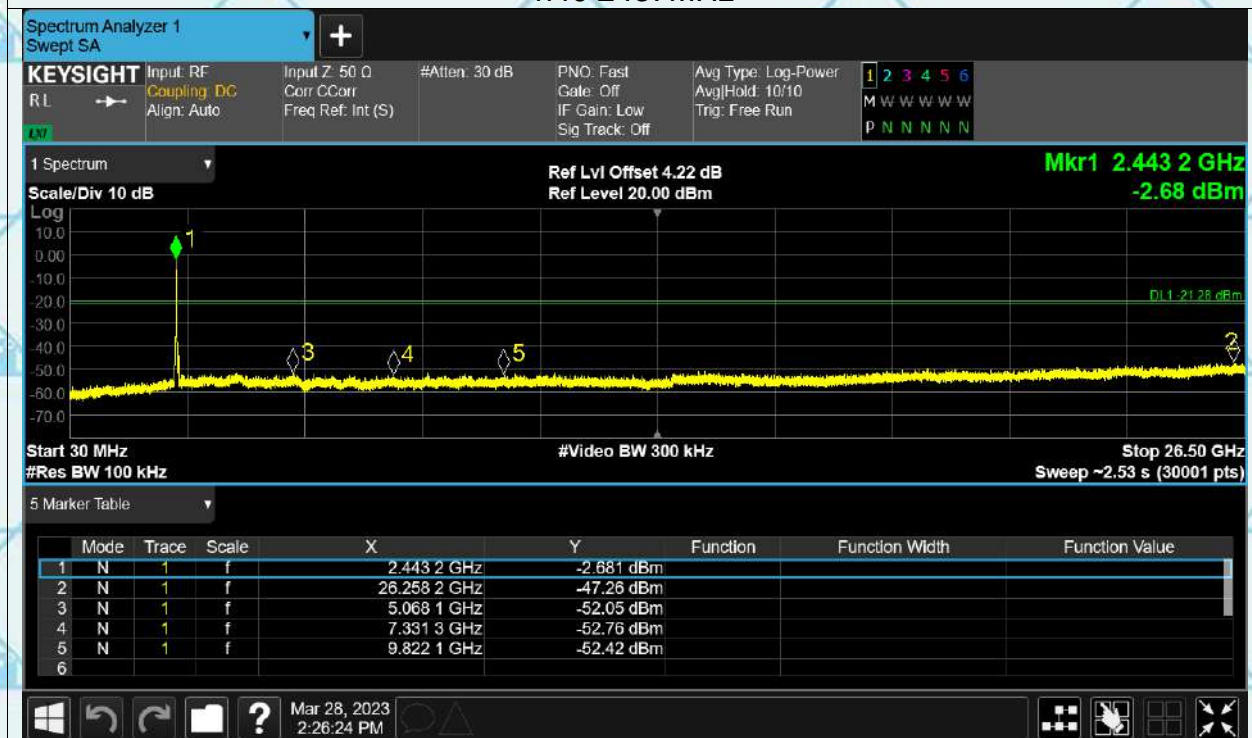 Spectrum Analyzer 1
Swept SA
+
KEYSIGHT
RL
LXI
Input: RF
Coupling: DC
Align: Auto
Input Z: 50 Ω
Corr CCorr
Freq Ref: Int (S)
#Atten: 30 dB
PNO: Fast
Gate: Off
IF Gain: Low
Sig Track: Off
Avg Type: Log-Power
Avg|Hold: 10/10
Trig: Free Run
1 2 3 4 5 6
M W W W W W
P N N N N N
1 Spectrum
Scale/Div 10 dB
Ref Lvl Offset 4.22 dB
Ref Level 20.00 dBm
Mkr1 2.443 2 GHz
-2.68 dBm
Log
10.0
0.00
-10.0
-20.0
-30.0
-40.0
-50.0
-60.0
-70.0
1
3
4
5
2
DL1 -21.28 dBm
Start 30 MHz
#Res BW 100 kHz
#Video BW 300 kHz
Stop 26.50 GHz
Sweep ~2.53 s (30001 pts)
5 Marker Table
Mode Trace Scale X Y Function Function Width Function Value
1 N 1 f 2.443 2 GHz -2.681 dBm
2 N 1 f 26.258 2 GHz -47.26 dBm
3 N 1 f 5.068 1 GHz -52.05 dBm
4 N 1 f 7.331 3 GHz -52.76 dBm
5 N 1 f 9.822 1 GHz -52.42 dBm
6
?
Mar 28, 2023
2:26:24 PM